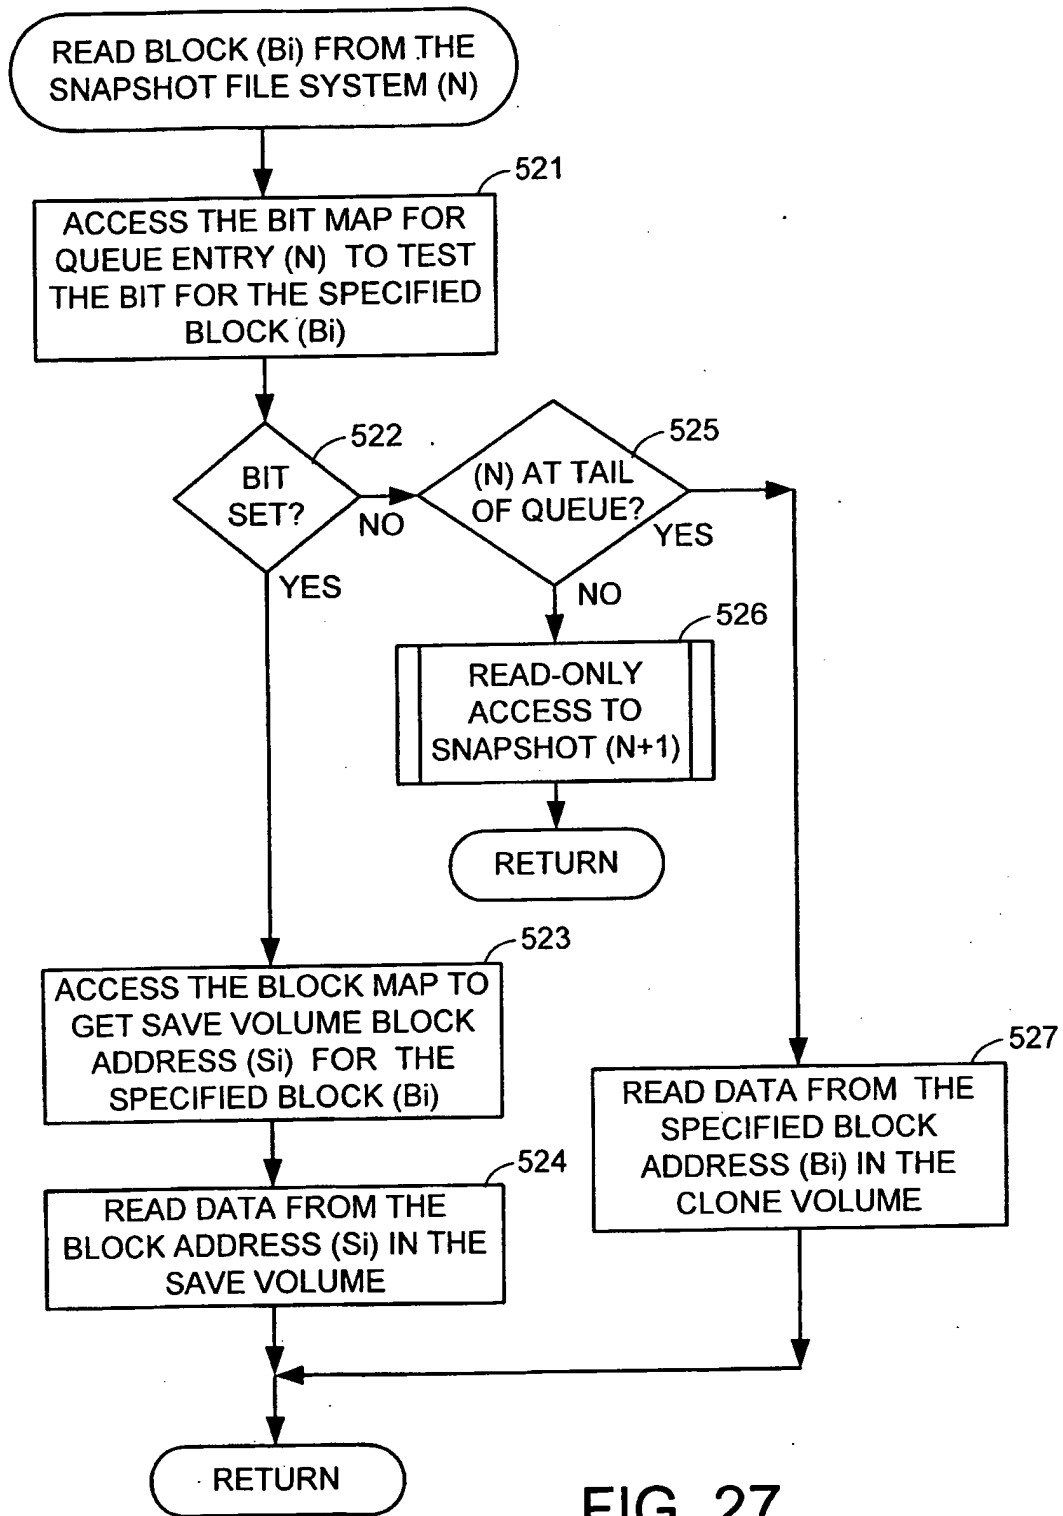 READ BLOCK (Bi) FROM THE
SNAPSHOT FILE SYSTEM (N)
521
ACCESS THE BIT MAP FOR
QUEUE ENTRY (N) TO TEST
THE BIT FOR THE SPECIFIED
BLOCK (Bi)
522
BIT
SET?
NO
YES
525
(N) AT TAIL
OF QUEUE?
YES
NO
526
READ-ONLY
ACCESS TO
SNAPSHOT (N+1)
RETURN
523
ACCESS THE BLOCK MAP TO
GET SAVE VOLUME BLOCK
ADDRESS (Si) FOR THE
SPECIFIED BLOCK (Bi)
524
READ DATA FROM THE
BLOCK ADDRESS (Si) IN THE
SAVE VOLUME
527
READ DATA FROM THE
SPECIFIED BLOCK
ADDRESS (Bi) IN THE
CLONE VOLUME
RETURN
FIG. 27